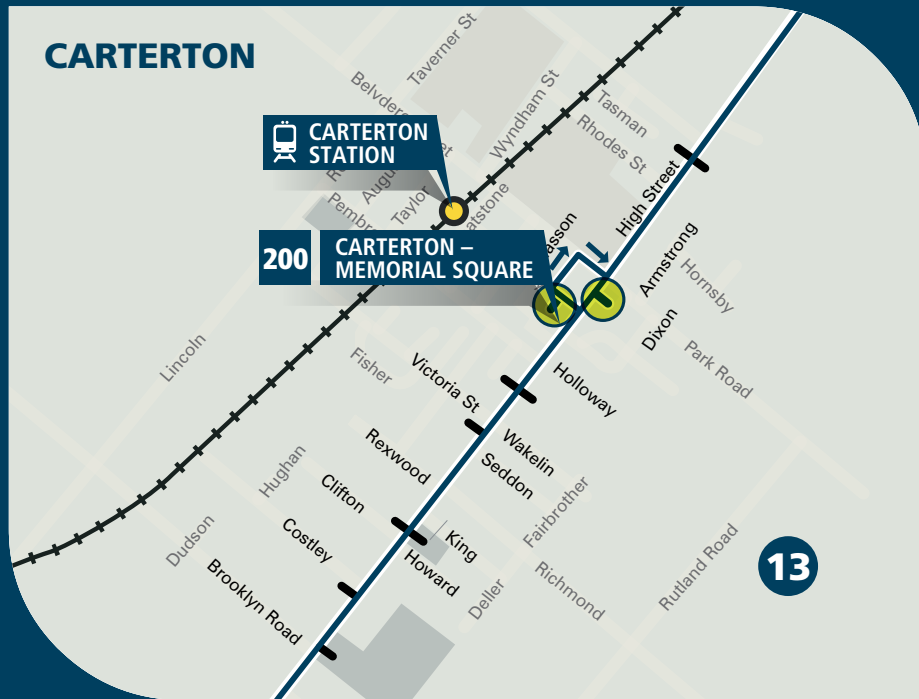 CARTERTON
Taverner St
Wyndham St
Tasman
Rhodes St
CARTERTON
STATION
Taylor
High Street
200
CARTERTON –
MEMORIAL SQUARE
Armstrong
Hornsby
Dixon
Park Road
Lincoln
Fisher
Victoria St
Holloway
Rexwood
Wakelin
Seddon
Hughan
Clifton
Fairbrother
Costley
King
Howard
Dudson
Brooklyn Road
Deller
Richmond
Rutland Road
13